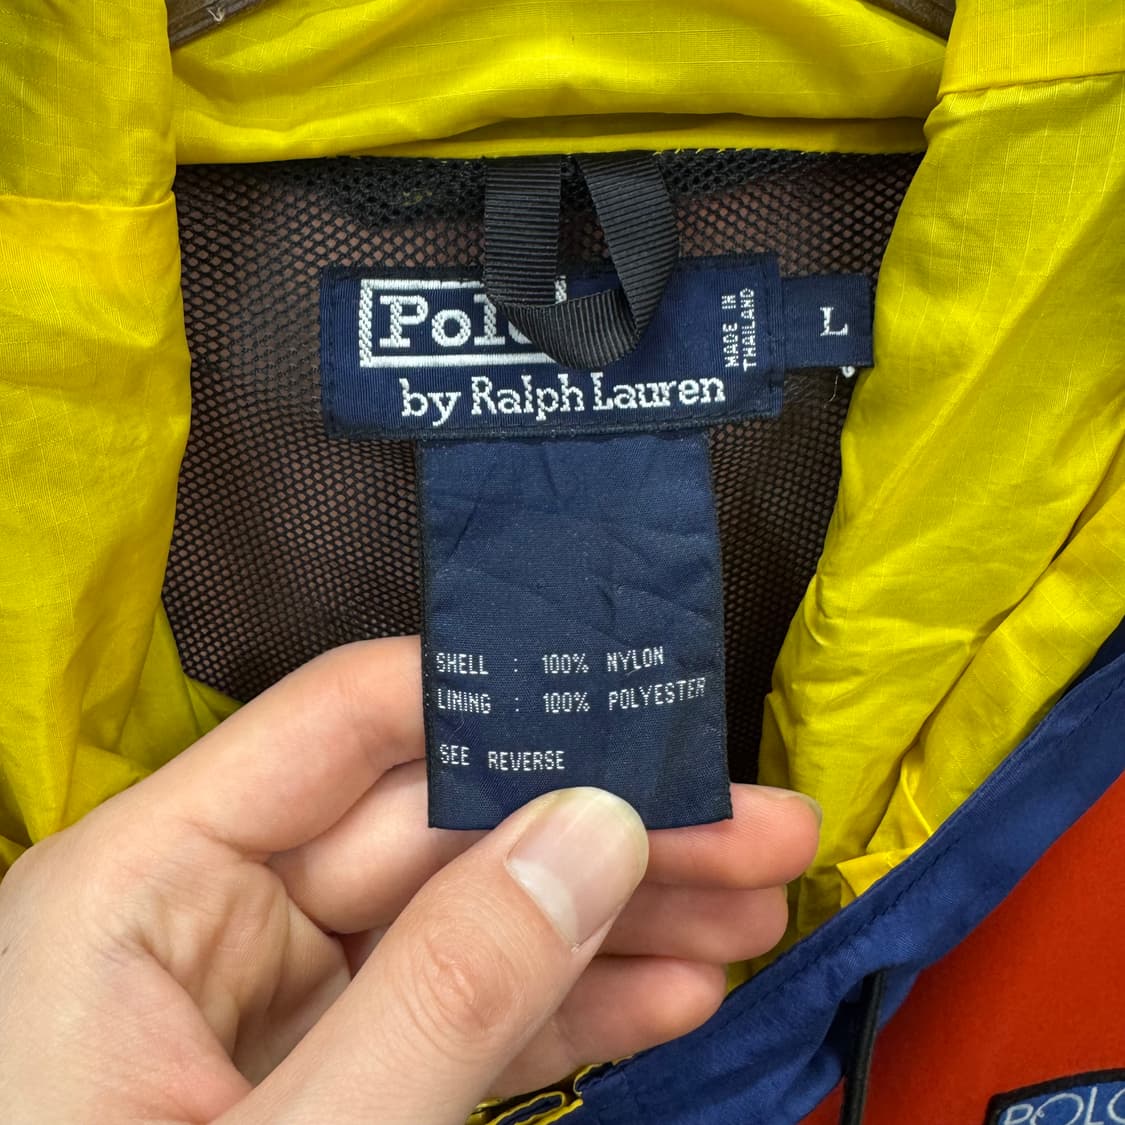 Polo
by Ralph Lauren
MADE IN
THAILAND
L
SHELL : 100% NYLON
LINING : 100% POLYESTER
SEE REVERSE
POLO